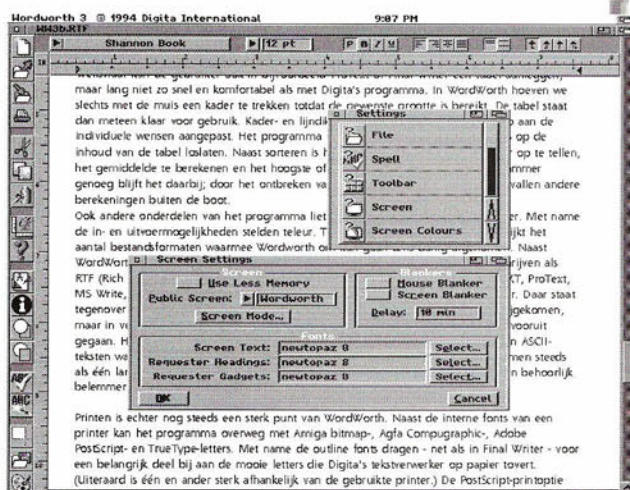 Wordworth 3 © 1994 Digita International 9:07 PM
WW3b.RTF
Shannon Book 12 pt P B I U
maar lang niet zo snel en komfortabel als met Digita's programma. In WordWorth hoeven we
slechts met de muis een kader te trekken totdat de gewenste grootte is bereikt. De tabel staat
dan meteen klaar voor gebruik. Kader- en lijndik
aan de
individuele wensen aangepast. Het programma
op de
inhoud van de tabel loslaten. Naast sorteren is h
op te tellen,
het gemiddelde te berekenen en het hoogste of
mmer
genoeg blijft het daarbij; door het ontbreken va
vallen andere
berekeningen buiten de boot.
Ook andere onderdelen van het programma liet
er. Met name
de in- en uitvoermogelijkheden stelden teleur. T
ijkt het
aantal bestandsformaten waarmee Wordworth
Naast
WordWort
rijven als
RTF (Rich
XT, ProText,
MS Write,
r. Daar staat
tegenover
jgekomen,
maar in ve
vooruit
gegaan. H
n ASCII-
teksten wa
men steeds
als één lan
n behoorlijk
belemmer
Settings
File
Spell
Toolbar
Screen
Screen Colours
Screen Settings
Screen
Use Less Memory
Public Screen: Wordworth
Screen Mode...
Blankers
Mouse Blanker
Screen Blanker
Delay: 10 min
Fonts
Screen Text: newtopaz 8 Select...
Requester Headings: newtopaz 8 Select...
Requester Gadgets: newtopaz 8 Select...
OK Cancel
Printen is echter nog steeds een sterk punt van WordWorth. Naast de interne fonts van een
printer kan het programma overweg met Amiga bitmap-, Agfa Compugraphic-, Adobe
PostScript- en TrueType-letters. Met name de outline fonts dragen - net als in Final Writer - voor
een belangrijk deel bij aan de mooie letters die Digita's tekstverwerker op papier tovert.
(Uiteraard is één en ander sterk afhankelijk van de gebruikte printer.) De PostScript-printoptie